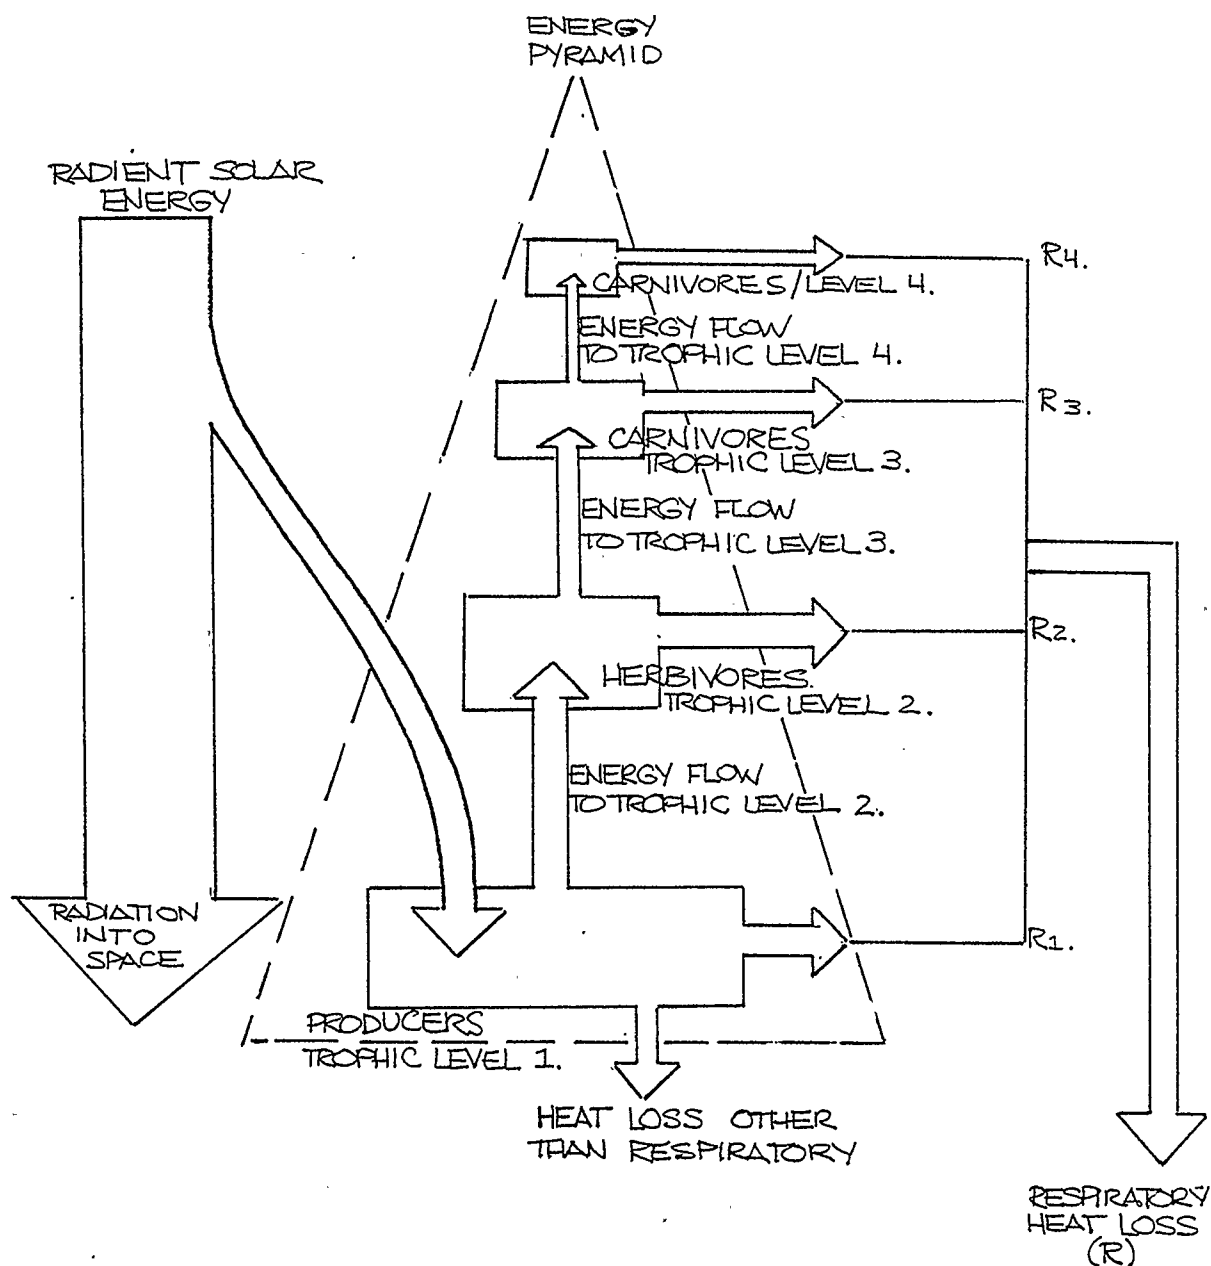 ENERGY
PYRAMID
RADIENT SOLAR
ENERGY
R4.
CARNIVORES/LEVEL 4.
ENERGY FLOW
TO TROPHIC LEVEL 4.
R3.
CARNIVORES
TROPHIC LEVEL 3.
ENERGY FLOW
TO TROPHIC LEVEL 3.
R2.
HERBIVORES.
TROPHIC LEVEL 2.
ENERGY FLOW
TO TROPHIC LEVEL 2.
RADIATION
INTO
SPACE
R1.
PRODUCERS
TROPHIC LEVEL 1.
HEAT LOSS OTHER
THAN RESPIRATORY
RESPIRATORY
HEAT LOSS
(R)